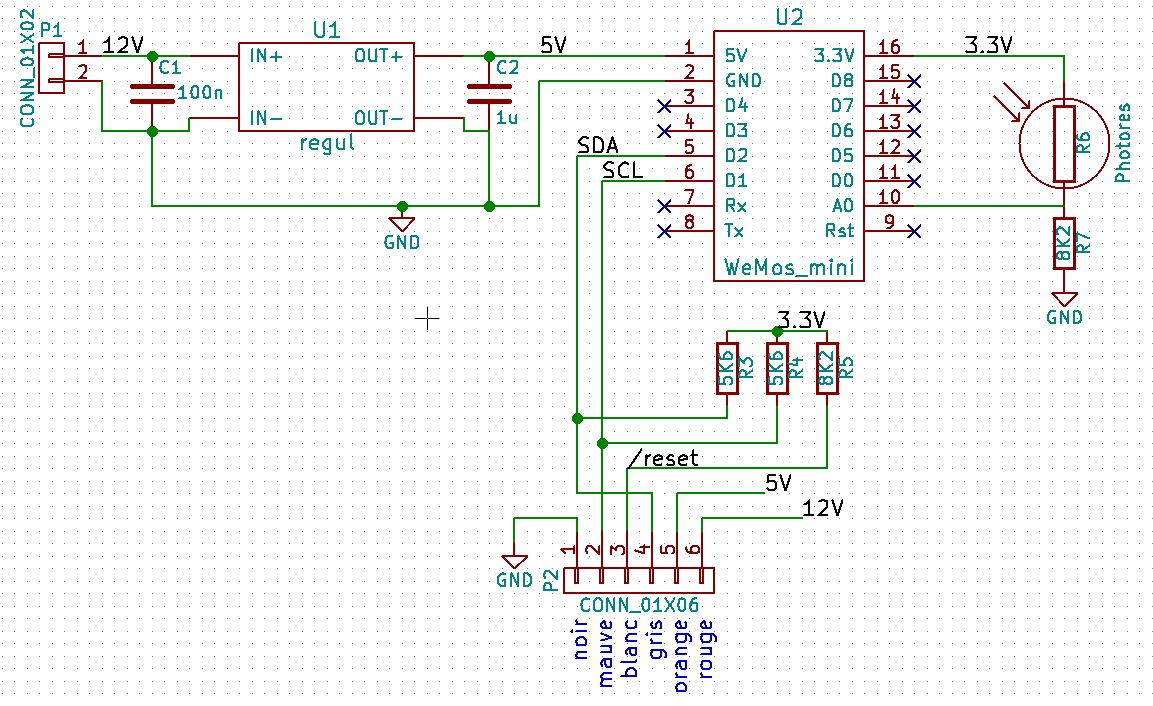 P1
CONN_01X02
1
2
12V
C1
100n
U1
IN+
OUT+
IN-
OUT-
regul
C2
1u
5V
GND
U2
1 5V
2 GND
3 D4
4 D3
5 D2
6 D1
7 Rx
8 Tx
3.3V 16
D8 15
D7 14
D6 13
D5 12
D0 11
A0 10
Rst 9
WeMos_mini
SDA
SCL
3.3V
R6
Photores
8K2
R7
GND
3.3V
5K6
R3
5K6
R4
8K2
R5
/reset
5V
12V
GND
1
2
3
4
5
6
P2
CONN_01X06
noir
mauve
blanc
gris
orange
rouge